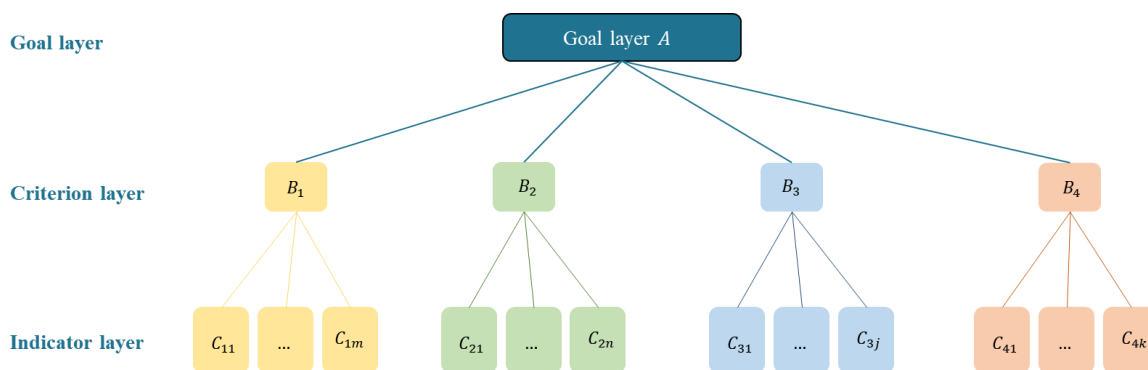 Goal layer
Goal layer A
Criterion layer
B₁
B₂
B₃
B₄
Indicator layer
C₁₁
...
C₁ₘ
C₂₁
...
C₂ₙ
C₃₁
...
C₃ⱼ
C₄₁
...
C₄ₖ